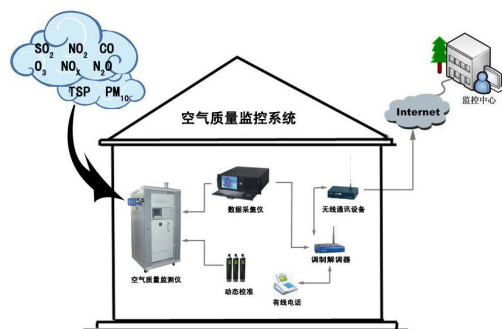 SO2 NO2 CO
O3 NOX N2O
TSP PM10
监控中心
Internet
空气质量监控系统
数据采集仪
无线通讯设备
空气质量监测仪
动态校准
调制解调器
有线电话